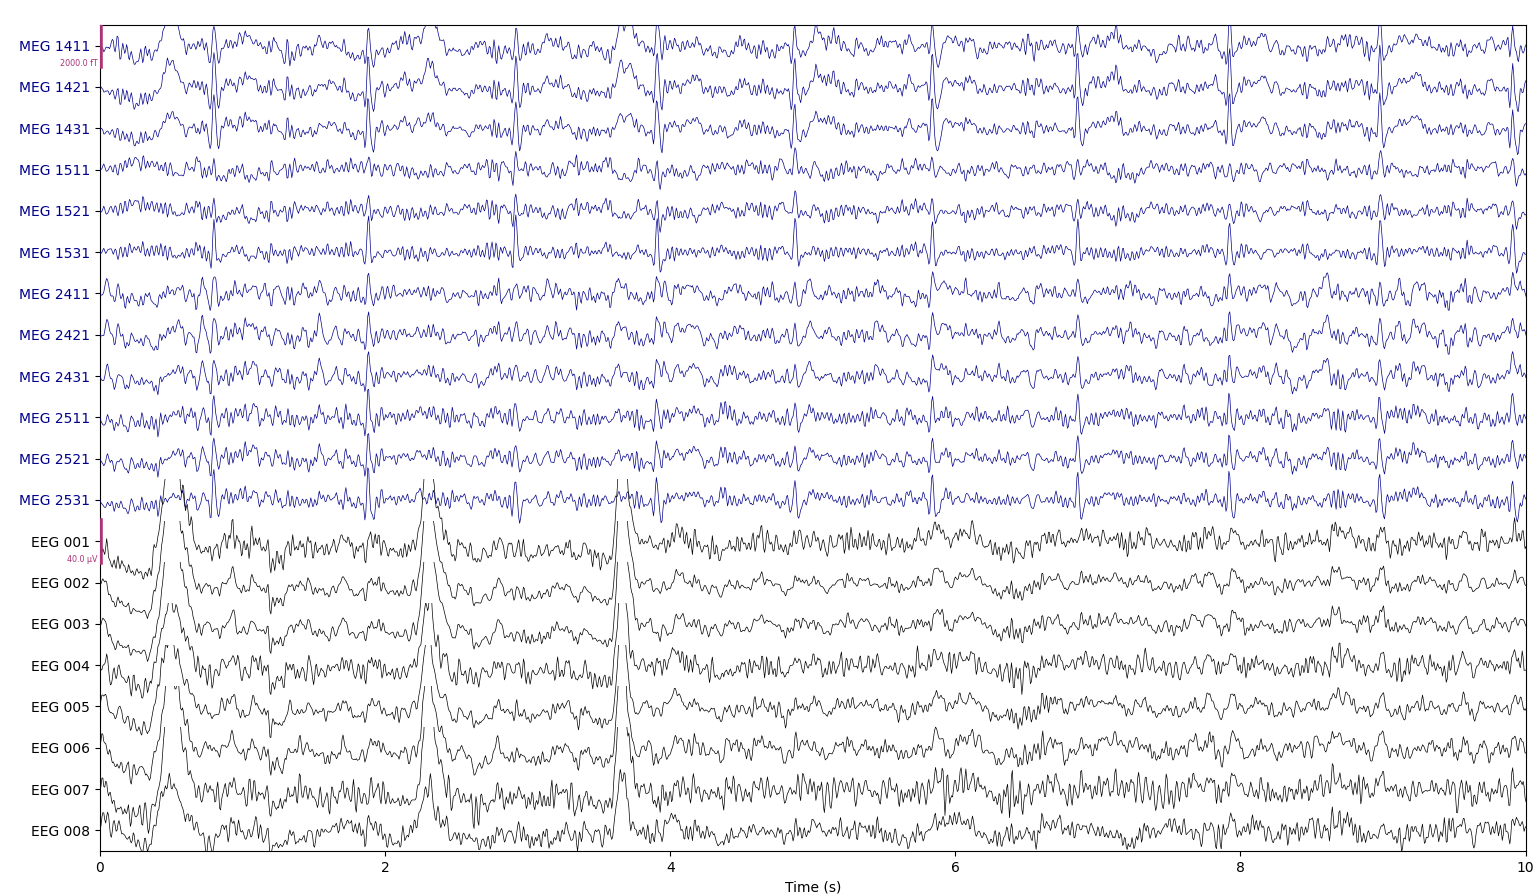 MEG 1411
2000.0 fT
MEG 1421
MEG 1431
MEG 1511
MEG 1521
MEG 1531
MEG 2411
MEG 2421
MEG 2431
MEG 2511
MEG 2521
MEG 2531
EEG 001
40.0 µV
EEG 002
EEG 003
EEG 004
EEG 005
EEG 006
EEG 007
EEG 008
0 2 4 6 8 10
Time (s)